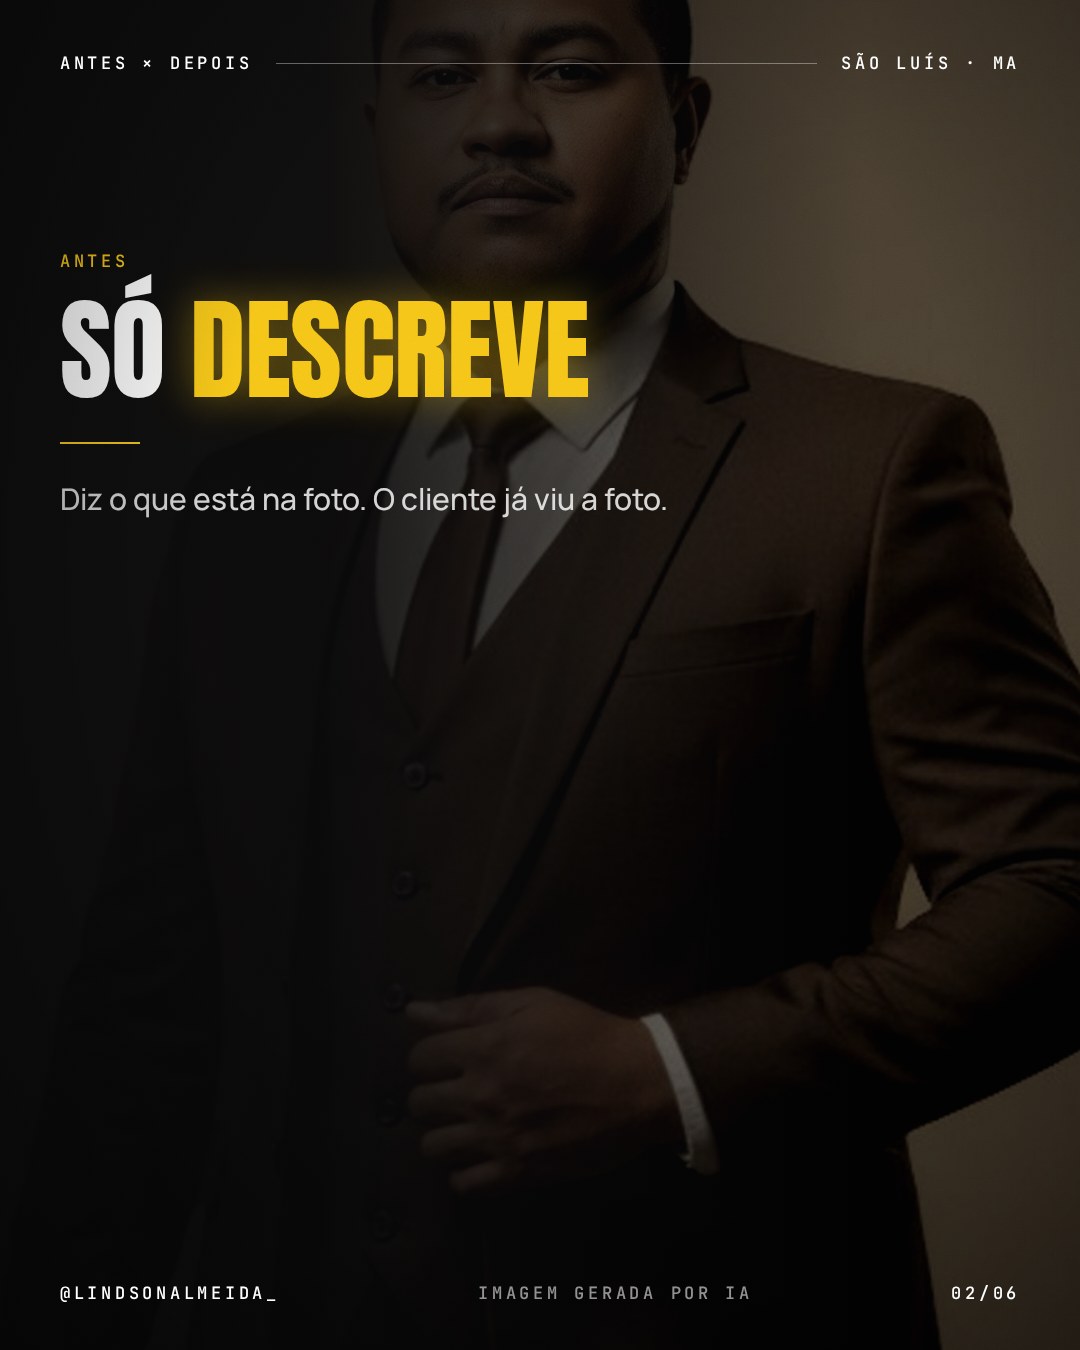 ANTES × DEPOIS
SÃO LUÍS · MA
ANTES
SÓ DESCREVE
Diz o que está na foto. O cliente já viu a foto.
@LINDSONALMEIDA_
IMAGEM GERADA POR IA
02/06